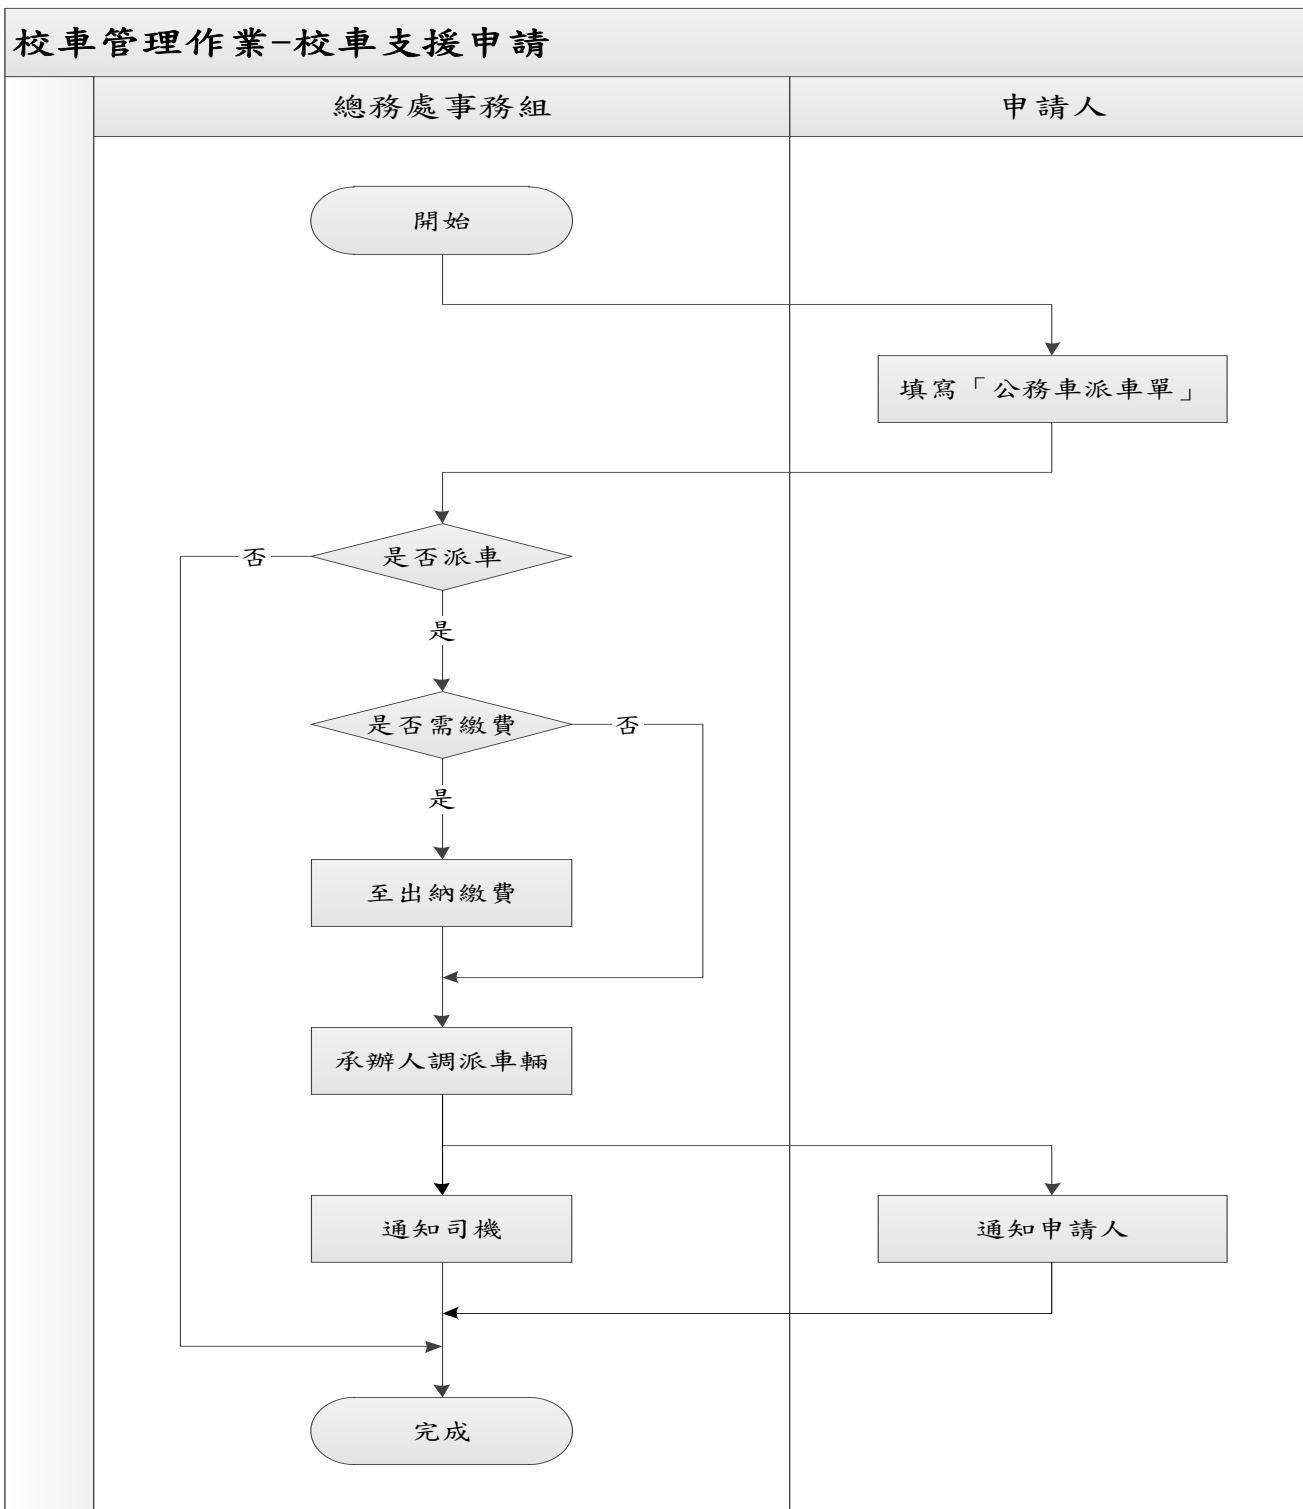 校車管理作業-校車支援申請
總務處事務組
申請人
開始
填寫「公務車派車單」
是否派車
否
是
是否需繳費
否
是
至出納繳費
承辦人調派車輛
通知司機
通知申請人
完成